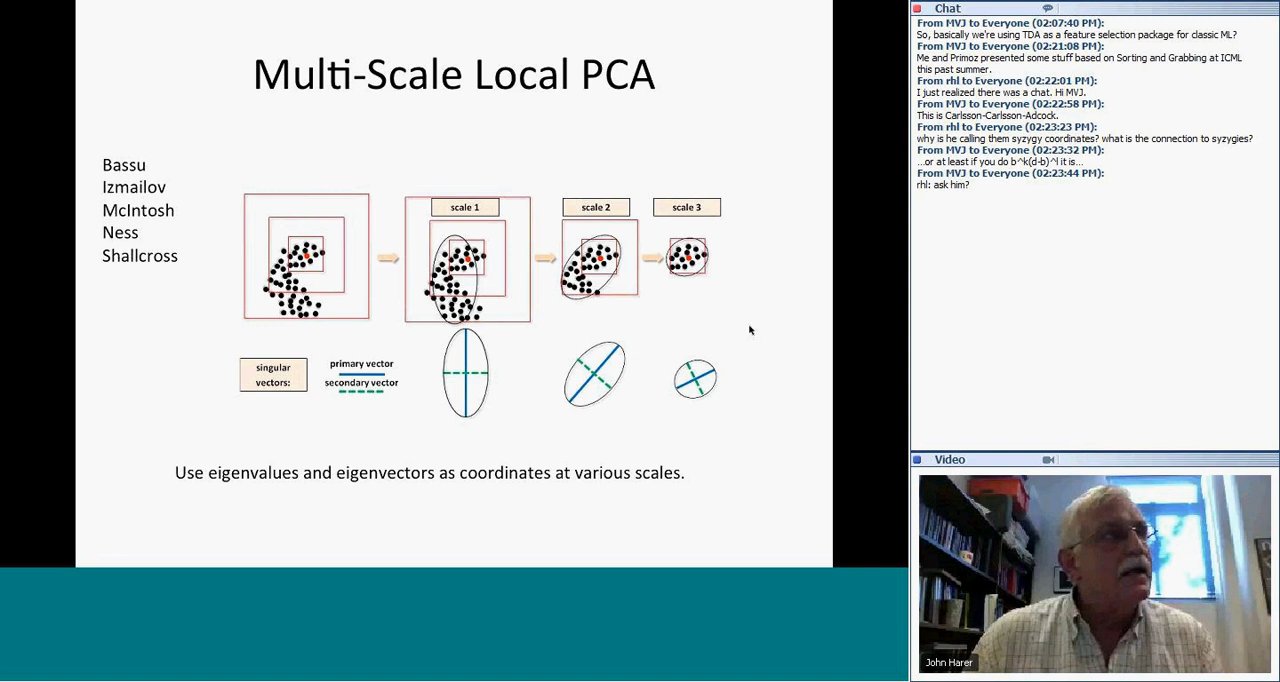 Multi-Scale Local PCA
Bassu
Izmailov
McIntosh
Ness
Shallcross
scale 1
scale 2
scale 3
singular
vectors:
primary vector
secondary vector
Use eigenvalues and eigenvectors as coordinates at various scales.
Chat
From MVJ to Everyone (02:07:40 PM):
So, basically we're using TDA as a feature selection package for classic ML?
From MVJ to Everyone (02:21:08 PM):
Me and Primoz presented some stuff based on Sorting and Grabbing at ICML
this past summer.
From rhl to Everyone (02:22:01 PM):
I just realized there was a chat. Hi MVJ.
From MVJ to Everyone (02:22:58 PM):
This is Carlsson-Carlsson-Adcock.
From rhl to Everyone (02:23:23 PM):
why is he calling them syzygy coordinates? what is the connection to syzygies?
From MVJ to Everyone (02:23:32 PM):
...or at least if you do b^k(d-b)^l it is...
From MVJ to Everyone (02:23:44 PM):
rhl: ask him?
Video
John Harer